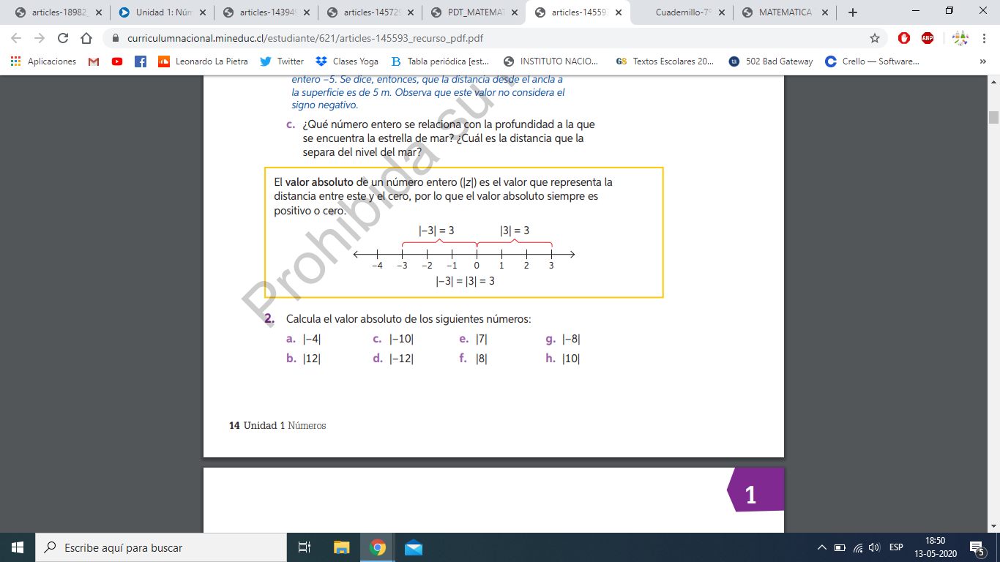 articles-18982_
Unidad 1: Núm
articles-143949
articles-145729
PDT_MATEMAT
articles-145593
Cuadernillo-7º
MATEMATICA
curriculumnacional.mineduc.cl/estudiante/621/articles-145593_recurso_pdf.pdf
ABP
Aplicaciones
Leonardo La Pietra
Twitter
Clases Yoga
Tabla periódica [est...
INSTITUTO NACIO...
GS Textos Escolares 20...
ta 502 Bad Gateway
Crello — Software...
»
entero −5. Se dice, entonces, que la distancia desde el ancla a
la superficie es de 5 m. Observa que este valor no considera el
signo negativo.
c. ¿Qué número entero se relaciona con la profundidad a la que
se encuentra la estrella de mar? ¿Cuál es la distancia que la
separa del nivel del mar?
El valor absoluto de un número entero (|z|) es el valor que representa la
distancia entre este y el cero, por lo que el valor absoluto siempre es
positivo o cero.
|−3| = 3 |3| = 3
−4 −3 −2 −1 0 1 2 3
|−3| = |3| = 3
Prohibida su
2. Calcula el valor absoluto de los siguientes números:
a. |−4| c. |−10| e. |7| g. |−8|
b. |12| d. |−12| f. |8| h. |10|
14 Unidad 1 Números
1
Escribe aquí para buscar
ESP
18:50
13-05-2020
5